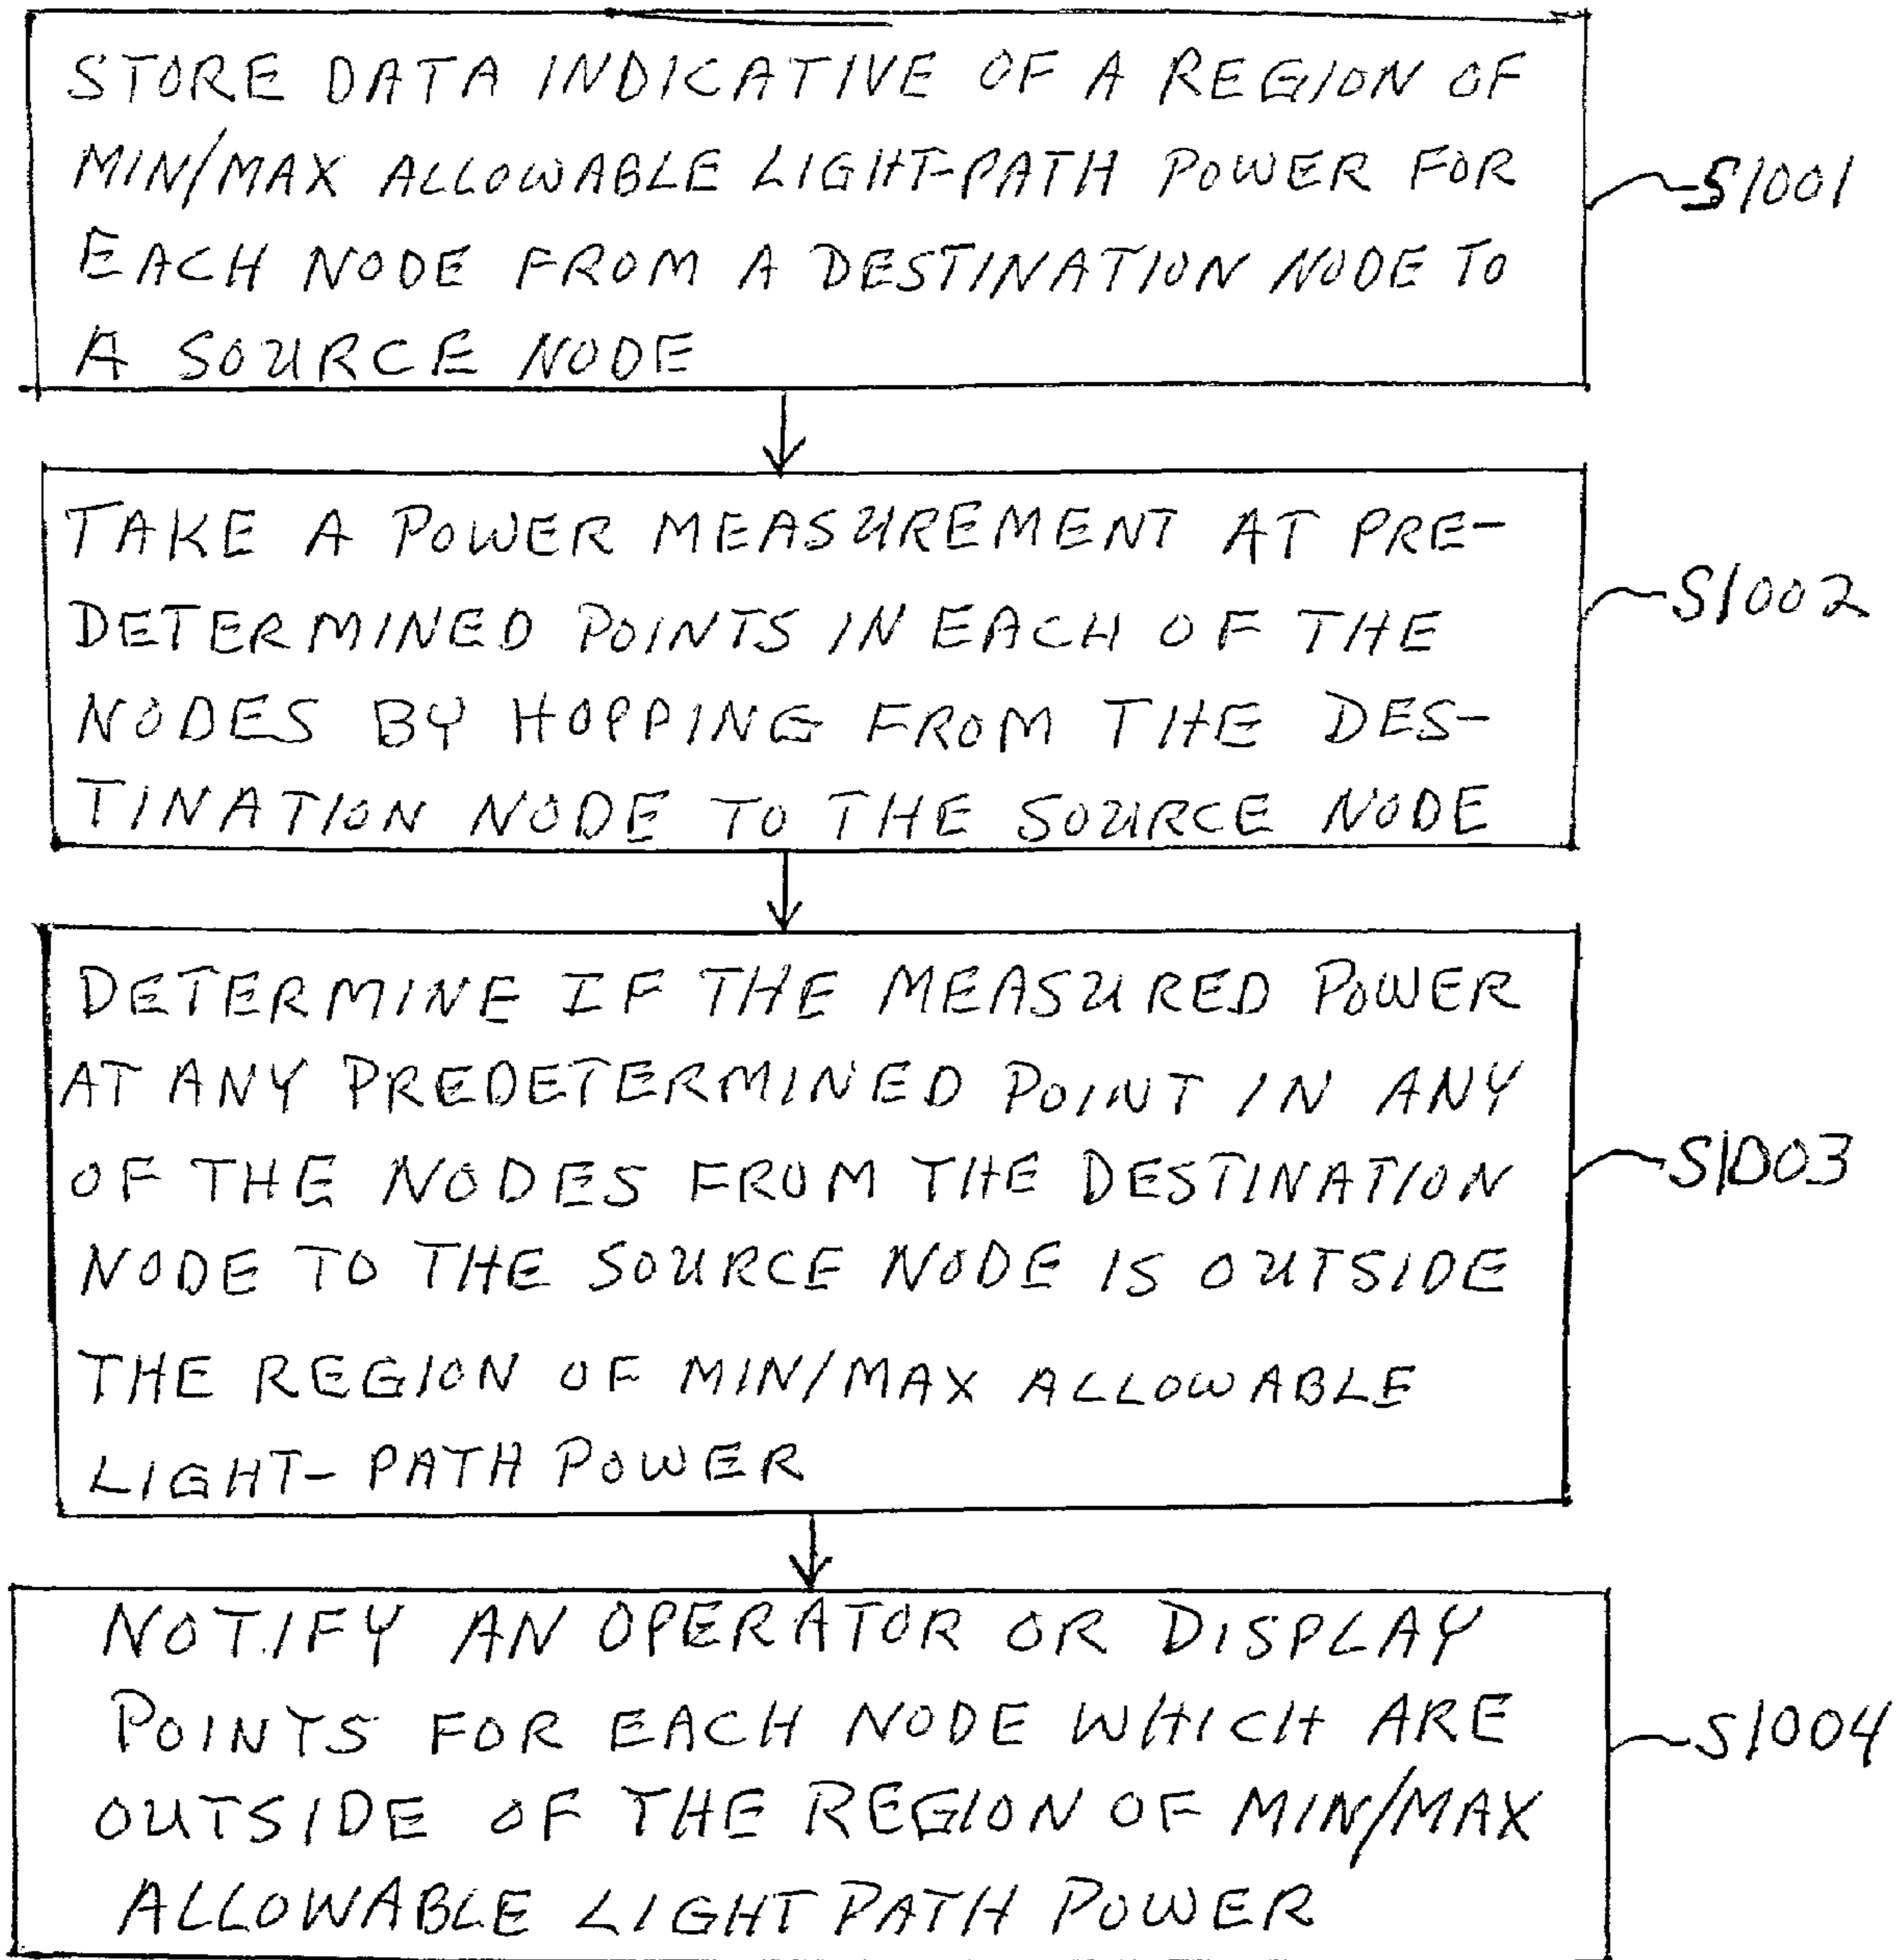 STORE DATA INDICATIVE OF A REGION OF
MIN/MAX ALLOWABLE LIGHT-PATH POWER FOR
EACH NODE FROM A DESTINATION NODE TO
A SOURCE NODE
S1001
TAKE A POWER MEASUREMENT AT PRE-
DETERMINED POINTS IN EACH OF THE
NODES BY HOPPING FROM THE DES-
TINATION NODE TO THE SOURCE NODE
S1002
DETERMINE IF THE MEASURED POWER
AT ANY PREDETERMINED POINT IN ANY
OF THE NODES FROM THE DESTINATION
NODE TO THE SOURCE NODE IS OUTSIDE
THE REGION OF MIN/MAX ALLOWABLE
LIGHT-PATH POWER
S1003
NOTIFY AN OPERATOR OR DISPLAY
POINTS FOR EACH NODE WHICH ARE
OUTSIDE OF THE REGION OF MIN/MAX
ALLOWABLE LIGHT PATH POWER
S1004